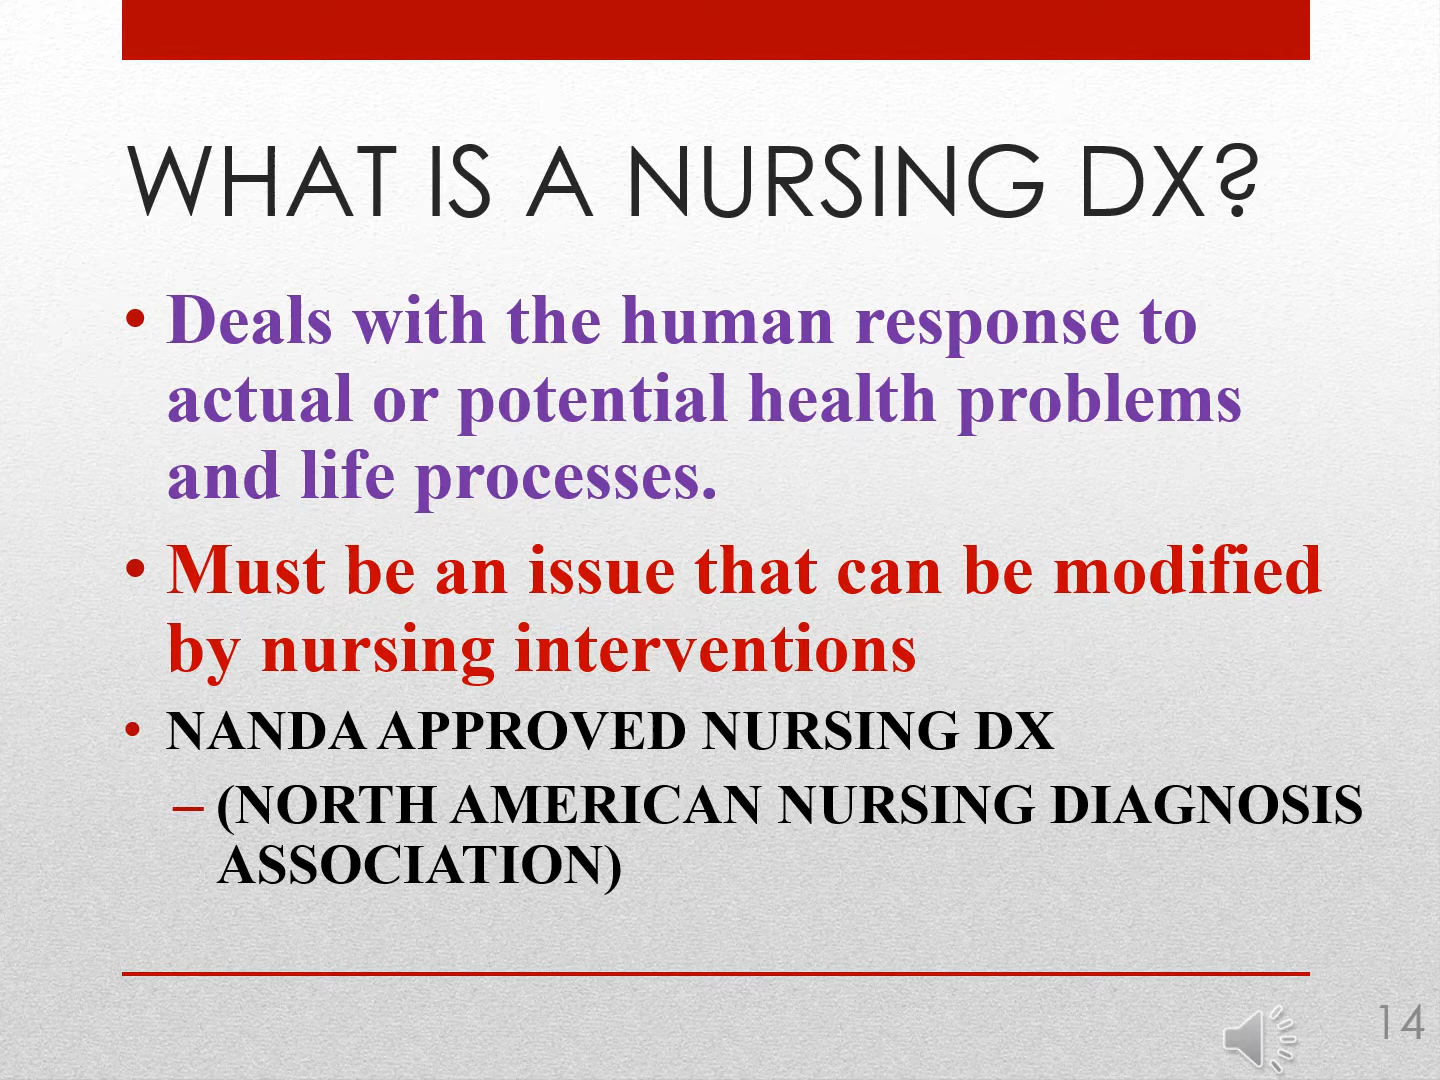 WHAT IS A NURSING DX?
• Deals with the human response to
actual or potential health problems
and life processes.
• Must be an issue that can be modified
by nursing interventions
• NANDA APPROVED NURSING DX
– (NORTH AMERICAN NURSING DIAGNOSIS
ASSOCIATION)
14